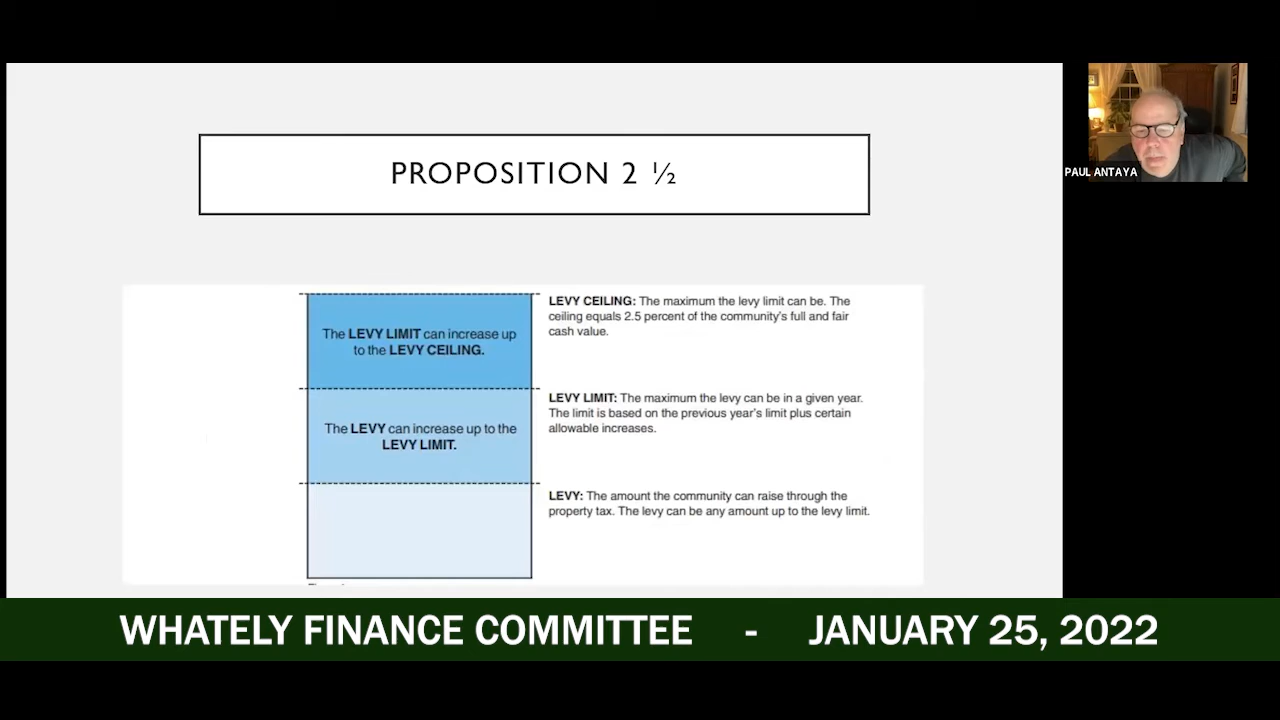 PROPOSITION 2 ½
PAUL ANTAYA
The LEVY LIMIT can increase up
to the LEVY CEILING.
LEVY CEILING: The maximum the levy limit can be. The
ceiling equals 2.5 percent of the community's full and fair
cash value.
The LEVY can increase up to the
LEVY LIMIT.
LEVY LIMIT: The maximum the levy can be in a given year.
The limit is based on the previous year's limit plus certain
allowable increases.
LEVY: The amount the community can raise through the
property tax. The levy can be any amount up to the levy limit.
WHATELY FINANCE COMMITTEE - JANUARY 25, 2022